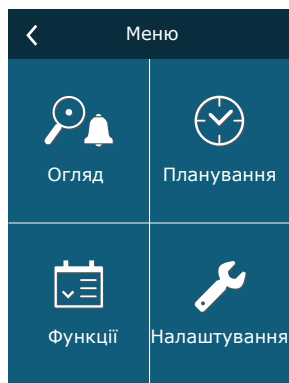 Меню
Огляд
Планування
Функції
Налаштування